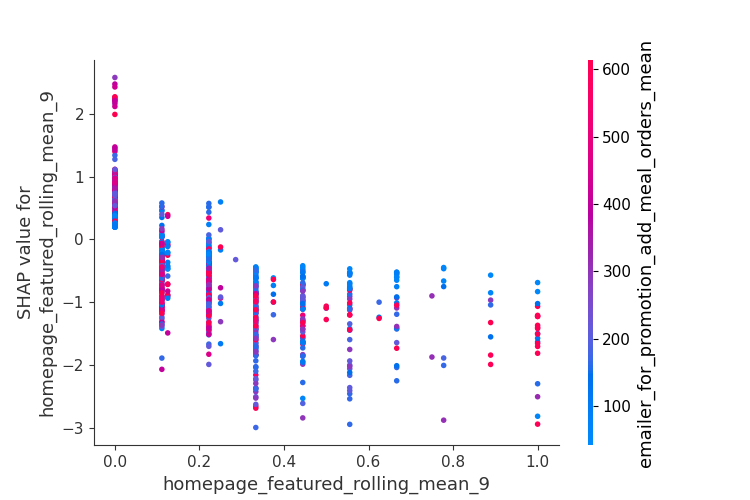 2
1
0
−1
−2
−3
SHAP value for
homepage_featured_rolling_mean_9
0.0 0.2 0.4 0.6 0.8 1.0
homepage_featured_rolling_mean_9
600
500
400
300
200
100
emailer_for_promotion_add_meal_orders_mean